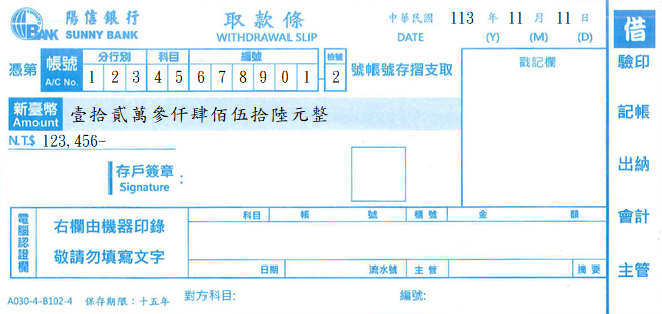 陽信銀行
SUNNY BANK
取款條
WITHDRAWAL SLIP
中華民國 113 年 11 月 11 日
DATE (Y) (M) (D)
借
憑第 帳號 A/C No. 分行別 科目 編號 檢號
1 2 3 4 5 6 7 8 9 0 1 - 2 號帳號存摺支取
戳記欄
新臺幣 Amount 壹拾貳萬參仟肆佰伍拾陸元整
N.T.$ 123,456-
存戶簽章 Signature :
電腦認證欄
右欄由機器印錄
敬請勿填寫文字
科目 帳號 櫃號 金額
日期 流水號 主管 摘要
A030-4-B102-4 保存期限：十五年 對方科目: 編號:
驗印
記帳
出納
會計
主管